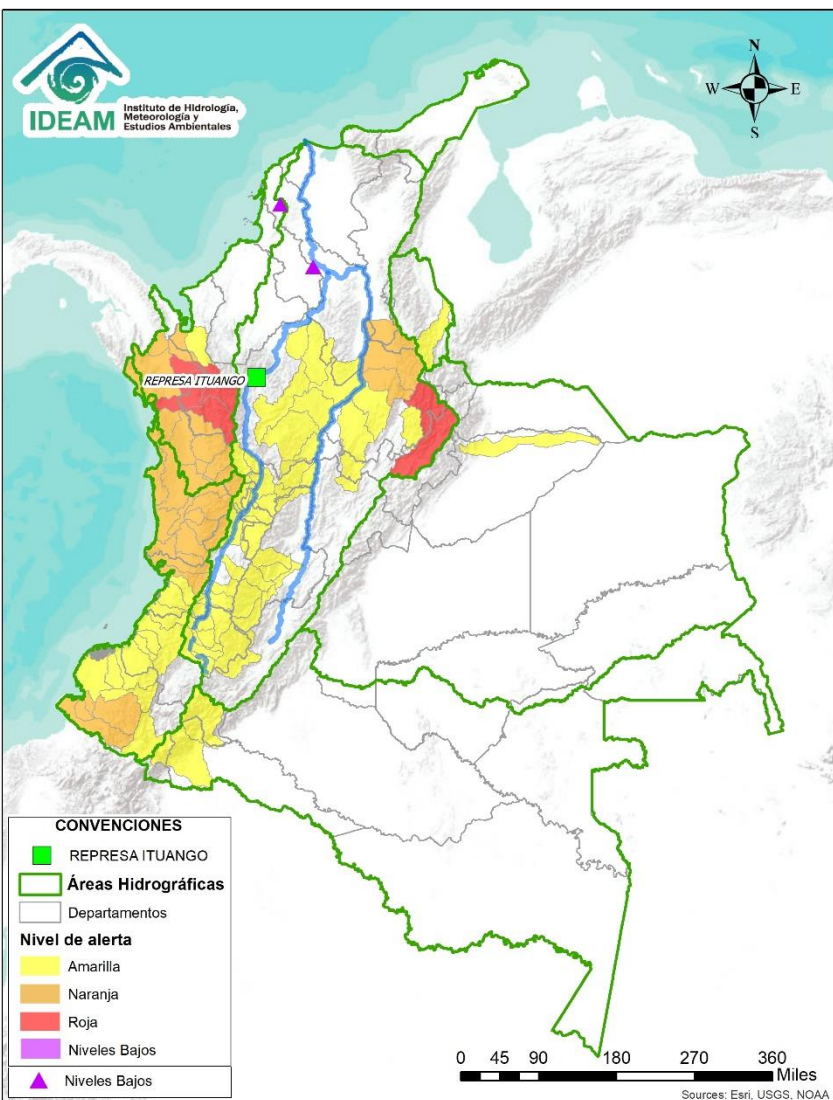 IDEAM
Instituto de Hidrología,
Meteorología y
Estudios Ambientales
N
W
E
S
REPRESA ITUANGO
CONVENCIONES
REPRESA ITUANGO
Áreas Hidrográficas
Departamentos
Nivel de alerta
Amarilla
Naranja
Roja
Niveles Bajos
Niveles Bajos
0 45 90 180 270 360
Miles
Sources: Esri, USGS, NOAA